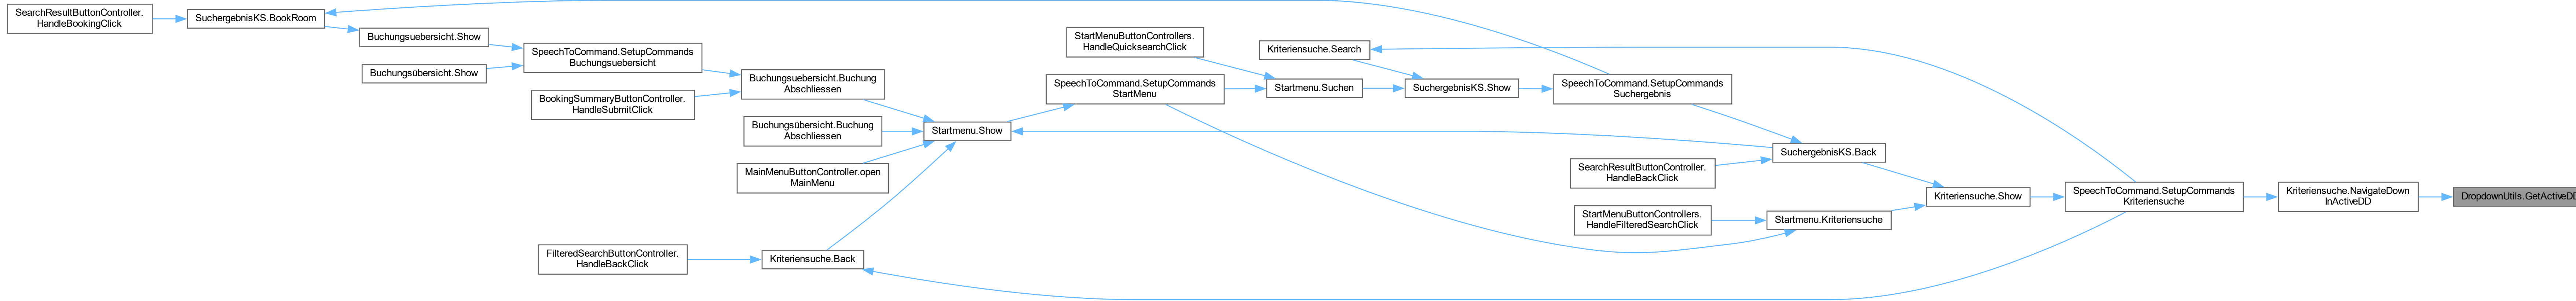 SearchResultButtonController.
HandleBookingClick
SuchergebnisKS.BookRoom
Buchungsuebersicht.Show
Buchungsübersicht.Show
SpeechToCommand.SetupCommands
Buchungsuebersicht
BookingSummaryButtonController.
HandleSubmitClick
FilteredSearchButtonController.
HandleBackClick
Buchungsuebersicht.Buchung
Abschliessen
Buchungsübersicht.Buchung
Abschliessen
MainMenuButtonController.open
MainMenu
Kriteriensuche.Back
Startmenu.Show
StartMenuButtonControllers.
HandleQuicksearchClick
SpeechToCommand.SetupCommands
StartMenu
Kriteriensuche.Search
Startmenu.Suchen
SuchergebnisKS.Show
SpeechToCommand.SetupCommands
Suchergebnis
SearchResultButtonController.
HandleBackClick
StartMenuButtonControllers.
HandleFilteredSearchClick
SuchergebnisKS.Back
Startmenu.Kriteriensuche
Kriteriensuche.Show
SpeechToCommand.SetupCommands
Kriteriensuche
Kriteriensuche.NavigateDown
InActiveDD
DropdownUtils.GetActiveDD